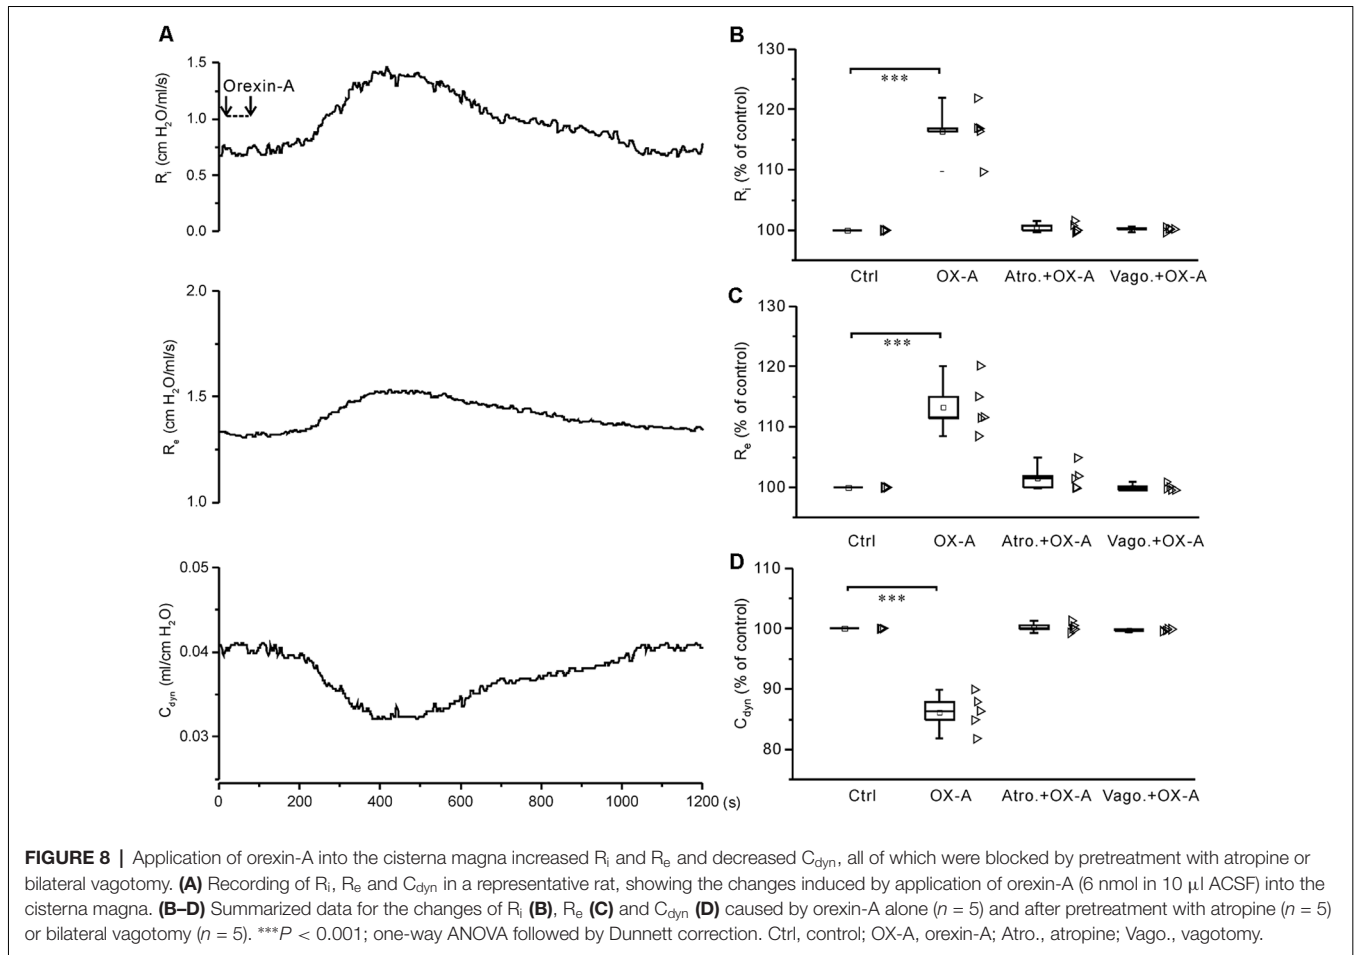 A
1.5
1.0
0.5
0.0
Orexin-A
R_i (cm H_2O/ml/s)
2.0
1.5
1.0
R_e (cm H_2O/ml/s)
0.05
0.04
0.03
C_dyn (ml/cm H_2O)
0 200 400 600 800 1000 1200 (s)
B
130
120
110
100
R_i (% of control)
***
Ctrl OX-A Atro.+OX-A Vago.+OX-A
C
130
120
110
100
R_e (% of control)
***
Ctrl OX-A Atro.+OX-A Vago.+OX-A
D
110
100
90
80
C_dyn (% of control)
***
Ctrl OX-A Atro.+OX-A Vago.+OX-A
FIGURE 8 | Application of orexin-A into the cisterna magna increased R_i and R_e and decreased C_dyn, all of which were blocked by pretreatment with atropine or
bilateral vagotomy. (A) Recording of R_i, R_e and C_dyn in a representative rat, showing the changes induced by application of orexin-A (6 nmol in 10 μl ACSF) into the
cisterna magna. (B–D) Summarized data for the changes of R_i (B), R_e (C) and C_dyn (D) caused by orexin-A alone (n = 5) and after pretreatment with atropine (n = 5)
or bilateral vagotomy (n = 5). ***P < 0.001; one-way ANOVA followed by Dunnett correction. Ctrl, control; OX-A, orexin-A; Atro., atropine; Vago., vagotomy.